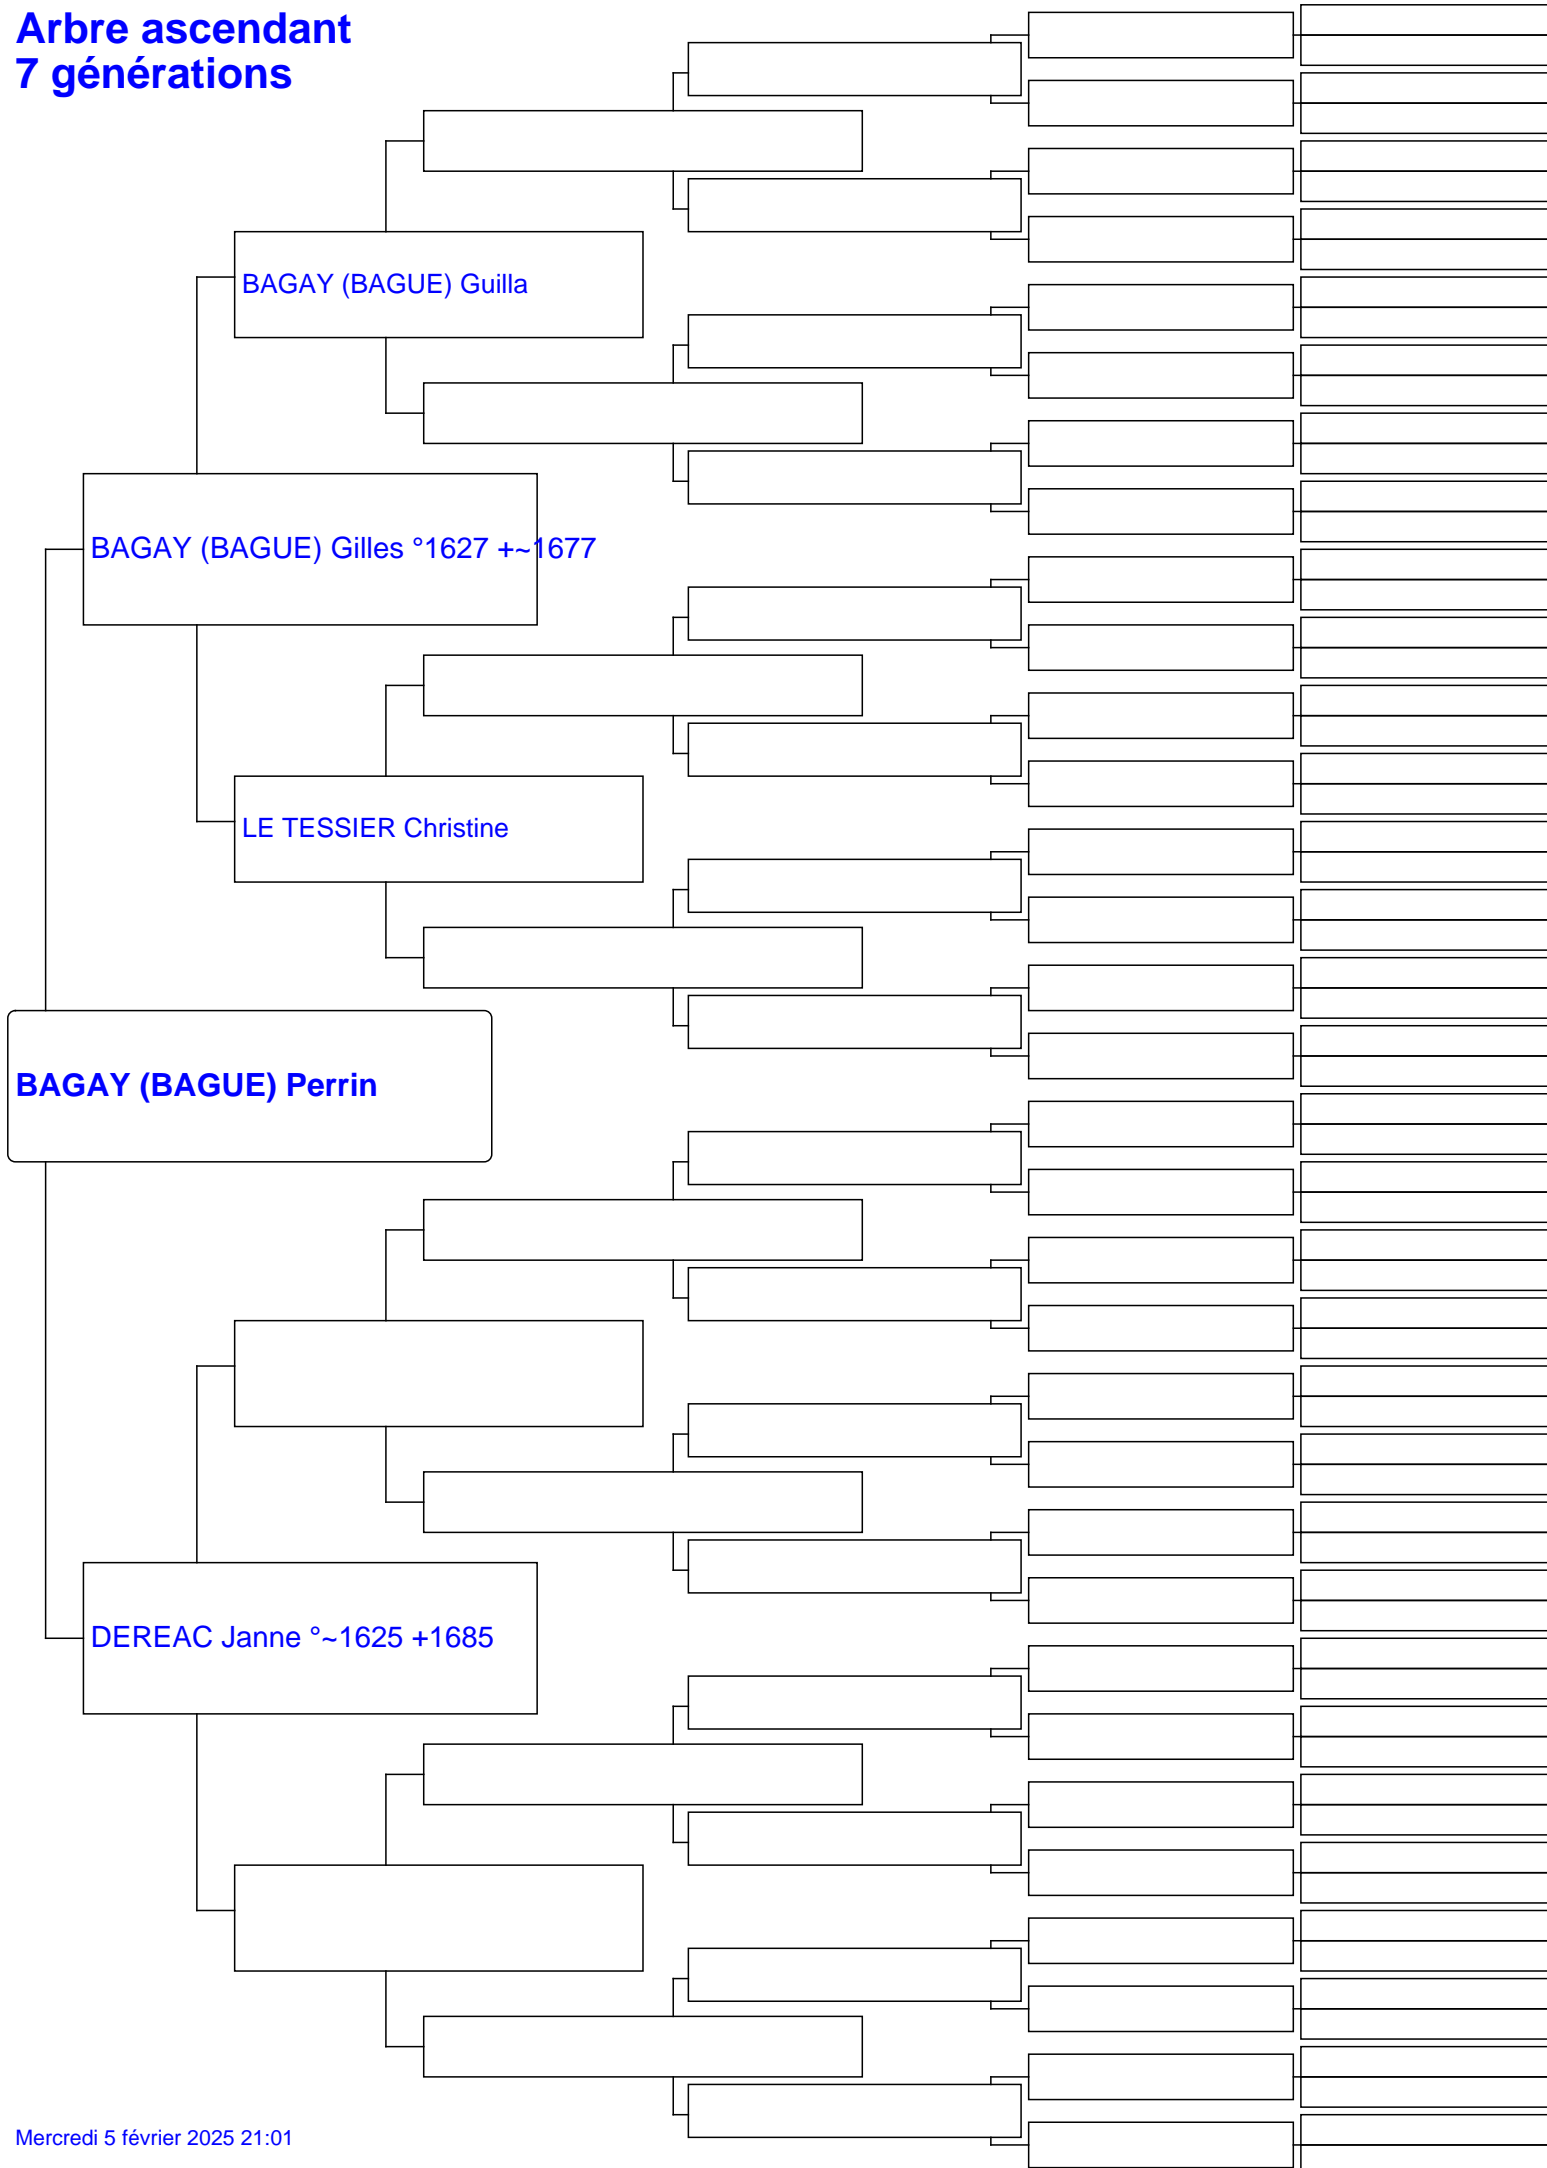 Arbre ascendant
7 générations
BAGAY (BAGUE) Guilla
BAGAY (BAGUE) Gilles °1627 +~1677
LE TESSIER Christine
BAGAY (BAGUE) Perrin
DEREAC Janne °~1625 +1685
Mercredi 5 février 2025 21:01